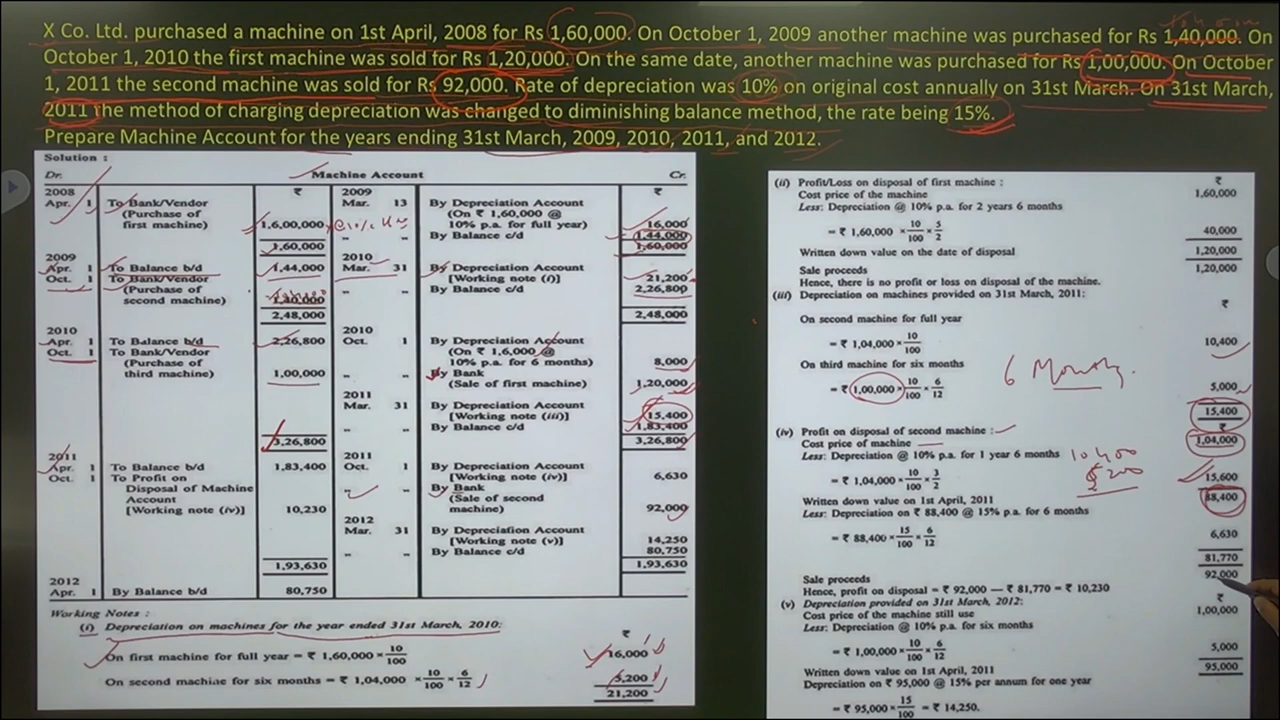 X Co. Ltd. purchased a machine on 1st April, 2008 for Rs 1,60,000. On October 1, 2009 another machine was purchased for Rs 1,40,000. On
October 1, 2010 the first machine was sold for Rs 1,20,000. On the same date, another machine was purchased for Rs 1,00,000. On October
1, 2011 the second machine was sold for Rs 92,000. Rate of depreciation was 10% on original cost annually on 31st March. On 31st March,
2011 the method of charging depreciation was changed to diminishing balance method, the rate being 15%.
Prepare Machine Account for the years ending 31st March, 2009, 2010, 2011, and 2012.
Solution :
Dr. Machine Account Cr.
2008 ₹ 2009 ₹
Apr. 1 To Bank/Vendor Mar. 13 By Depreciation Account
(Purchase of (On ₹ 1,60,000 @
first machine) 1,6,00,000 10% p.a. for full year) 16,000
" " By Balance c/d 1,44,000
1,60,000 1,60,000
2009 2010
Apr. 1 To Balance b/d 1,44,000 Mar. 31 By Depreciation Account
Oct. 1 To Bank/Vendor [Working note (i)] 21,200
(Purchase of " " By Balance c/d 2,26,800
second machine)
2,48,000 2,48,000
2010 2010
Apr. 1 To Balance b/d 2,26,800 Oct. 1 By Depreciation Account
Oct. 1 To Bank/Vendor (On ₹ 1,6,000 @
(Purchase of 10% p.a. for 6 months) 8,000
third machine) 1,00,000 " " By Bank
(Sale of first machine) 1,20,000
2011
Mar. 31 By Depreciation Account
[Working note (iii)] 15,400
" " By Balance c/d 1,83,400
3,26,800 3,26,800
2011 2011
Apr. 1 To Balance b/d 1,83,400 Oct. 1 By Depreciation Account
Oct. 1 To Profit on [Working note (iv)] 6,630
Disposal of Machine By Bank
Account (Sale of second
[Working note (iv)] 10,230 machine) 92,000
2012
Mar. 31 By Depreciation Account
[Working note (v)] 14,250
" " By Balance c/d 80,750
1,93,630 1,93,630
2012
Apr. 1 By Balance b/d 80,750
Working Notes :
(i) Depreciation on machines for the year ended 31st March, 2010:
₹
On first machine for full year = ₹ 1,60,000 × 10/100 16,000
On second machine for six months = ₹ 1,04,000 × 10/100 × 6/12 5,200
21,200
(ii) Profit/Loss on disposal of first machine : ₹
Cost price of the machine 1,60,000
Less: Depreciation @ 10% p.a. for 2 years 6 months
= ₹ 1,60,000 × 10/100 × 5/2 40,000
Written down value on the date of disposal 1,20,000
Sale proceeds 1,20,000
Hence, there is no profit or loss on disposal of the machine.
(iii) Depreciation on machines provided on 31st March, 2011:
₹
On second machine for full year
= ₹ 1,04,000 × 10/100 10,400
On third machine for six months
6 Months.
= ₹ 1,00,000 × 10/100 × 6/12 5,000
15,400
(iv) Profit on disposal of second machine : ₹
Cost price of machine 1,04,000
Less: Depreciation @ 10% p.a. for 1 year 6 months 10400
5200
= ₹ 1,04,000 × 10/100 × 3/2 15,600
Written down value on 1st April, 2011 88,400
Less: Depreciation on ₹ 88,400 @ 15% p.a. for 6 months
= ₹ 88,400 × 15/100 × 6/12 6,630
81,770
Sale proceeds 92,000
Hence, profit on disposal = ₹ 92,000 — ₹ 81,770 = ₹ 10,230
(v) Depreciation provided on 31st March, 2012: ₹
Cost price of the machine still use 1,00,000
Less: Depreciation @ 10% p.a. for six months
= ₹ 1,00,000 × 10/100 × 6/12 5,000
Written down value on 1st April, 2011 95,000
Depreciation on ₹ 95,000 @ 15% per annum for one year
= ₹ 95,000 × 15/100 = ₹ 14,250.